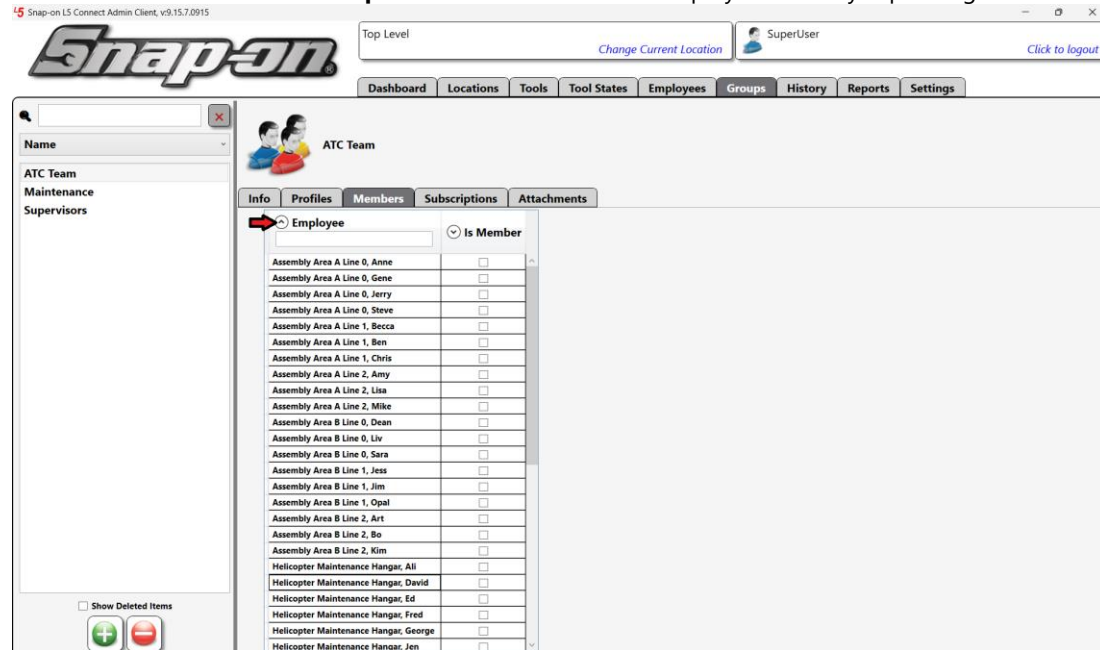 Snap-on L5 Connect Admin Client, v:9.15.7.0915
Snap-on
Top Level
Change Current Location
SuperUser
Click to logout
Dashboard Locations Tools Tool States Employees Groups History Reports Settings
Name
ATC Team
Maintenance
Supervisors
Show Deleted Items
ATC Team
Info Profiles Members Subscriptions Attachments
Employee Is Member
Assembly Area A Line 0, Anne
Assembly Area A Line 0, Gene
Assembly Area A Line 0, Jerry
Assembly Area A Line 0, Steve
Assembly Area A Line 1, Becca
Assembly Area A Line 1, Ben
Assembly Area A Line 1, Chris
Assembly Area A Line 2, Amy
Assembly Area A Line 2, Lisa
Assembly Area A Line 2, Mike
Assembly Area B Line 0, Dean
Assembly Area B Line 0, Liv
Assembly Area B Line 0, Sara
Assembly Area B Line 1, Jess
Assembly Area B Line 1, Jim
Assembly Area B Line 1, Opal
Assembly Area B Line 2, Art
Assembly Area B Line 2, Bo
Assembly Area B Line 2, Kim
Helicopter Maintenance Hangar, Ali
Helicopter Maintenance Hangar, David
Helicopter Maintenance Hangar, Ed
Helicopter Maintenance Hangar, Fred
Helicopter Maintenance Hangar, George
Helicopter Maintenance Hangar, Jen